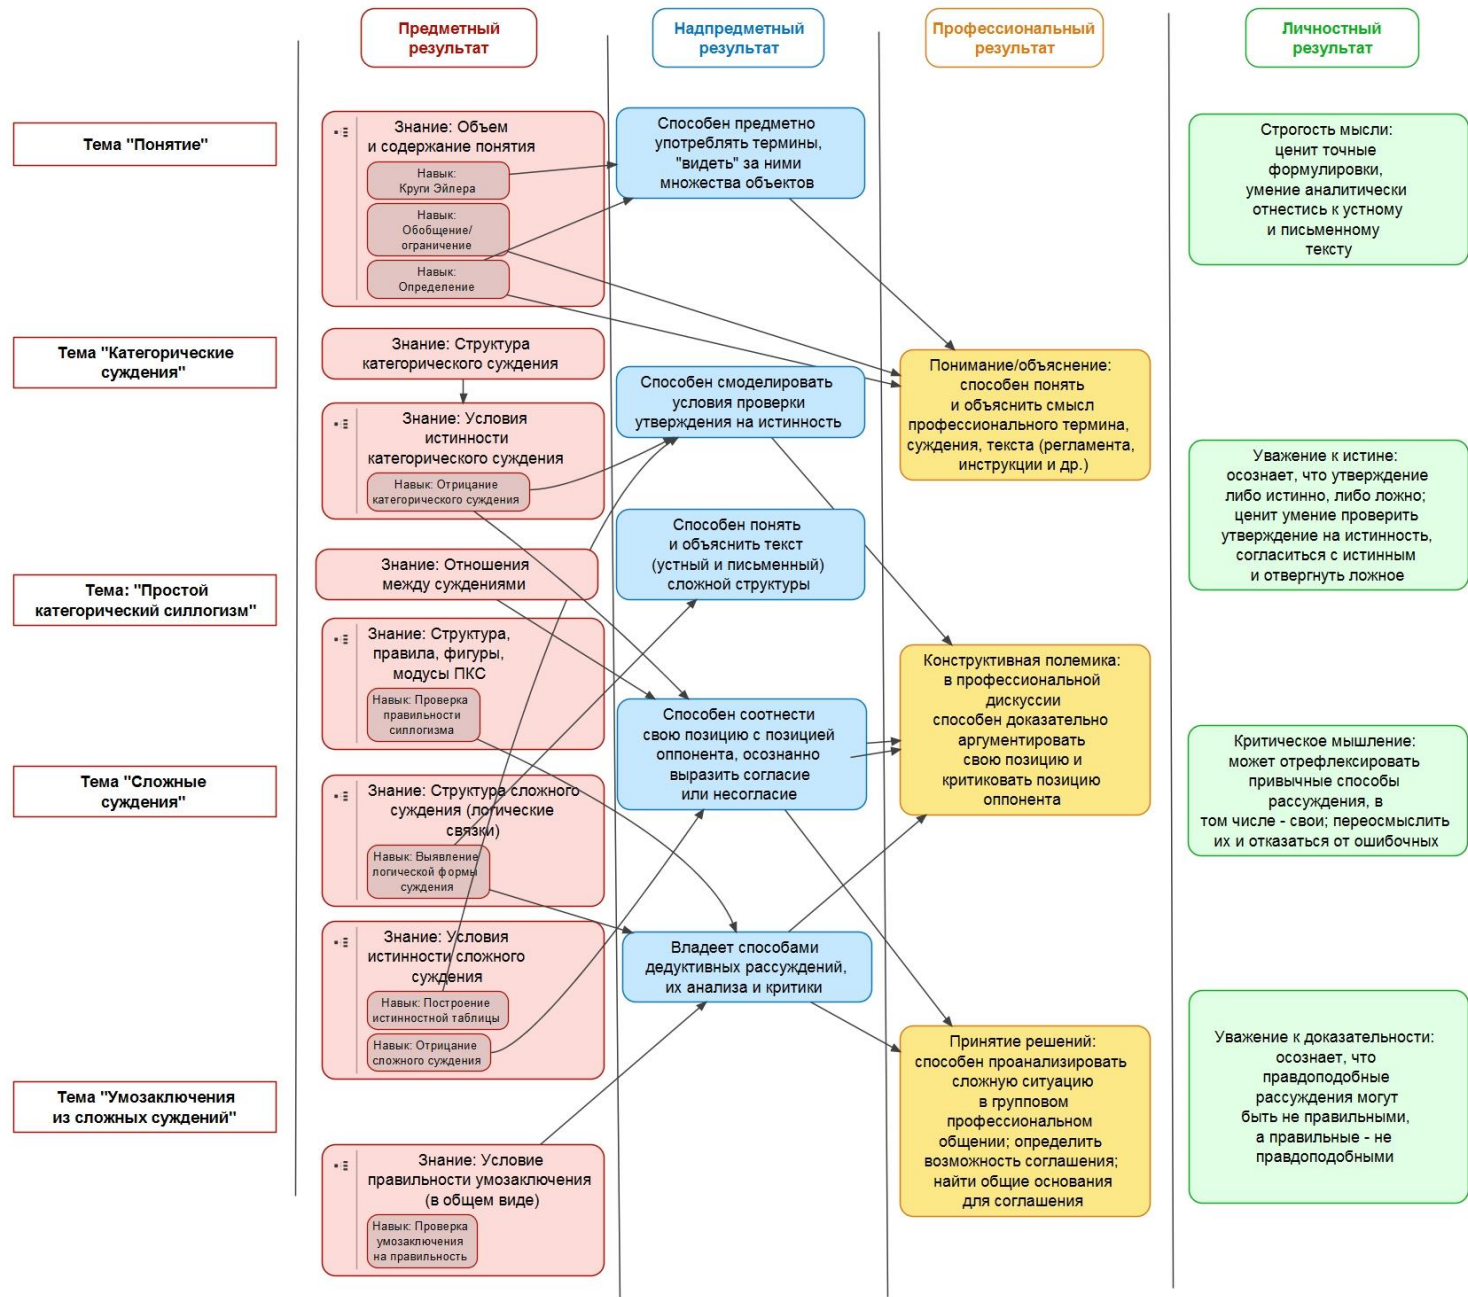 Предметный
результат
Надпредметный
результат
Профессиональный
результат
Личностный
результат
Тема "Понятие"
Тема "Категорические
суждения"
Тема: "Простой
категорический силлогизм"
Тема "Сложные
суждения"
Тема "Умозаключения
из сложных суждений"
Знание: Объем
и содержание понятия
Навык:
Круги Эйлера
Навык:
Обобщение/
ограничение
Навык:
Определение
Знание: Структура
категорического суждения
Знание: Условия
истинности
категорического суждения
Навык: Отрицание
категорического суждения
Знание: Отношения
между суждениями
Знание: Структура,
правила, фигуры,
модусы ПКС
Навык: Проверка
правильности
силлогизма
Знание: Структура сложного
суждения (логические
связки)
Навык: Выявление
логической формы
суждения
Знание: Условия
истинности сложного
суждения
Навык: Построение
истинностной таблицы
Навык: Отрицание
сложного суждения
Знание: Условие
правильности умозаключения
(в общем виде)
Навык: Проверка
умозаключения
на правильность
Способен предметно
употреблять термины,
"видеть" за ними
множества объектов
Способен смоделировать
условия проверки
утверждения на истинность
Способен понять
и объяснить текст
(устный и письменный)
сложной структуры
Способен соотнести
свою позицию с позицией
оппонента, осознанно
выразить согласие
или несогласие
Владеет способами
дедуктивных рассуждений,
их анализа и критики
Понимание/объяснение:
способен понять
и объяснить смысл
профессионального термина,
суждения, текста (регламента,
инструкции и др.)
Конструктивная полемика:
в профессиональной
дискуссии
способен доказательно
аргументировать
свою позицию и
критиковать позицию
оппонента
Принятие решений:
способен проанализировать
сложную ситуацию
в групповом
профессиональном
общении; определить
возможность соглашения;
найти общие основания
для соглашения
Строгость мысли:
ценит точные
формулировки,
умение аналитически
отнестись к устному
и письменному
тексту
Уважение к истине:
осознает, что утверждение
либо истинно, либо ложно;
ценит умение проверить
утверждение на истинность,
согласиться с истинным
и отвергнуть ложное
Критическое мышление:
может отрефлексировать
привычные способы
рассуждения, в
том числе - свои; переосмыслить
их и отказаться от ошибочных
Уважение к доказательности:
осознает, что
правдоподобные
рассуждения могут
быть не правильными,
а правильные - не
правдоподобными